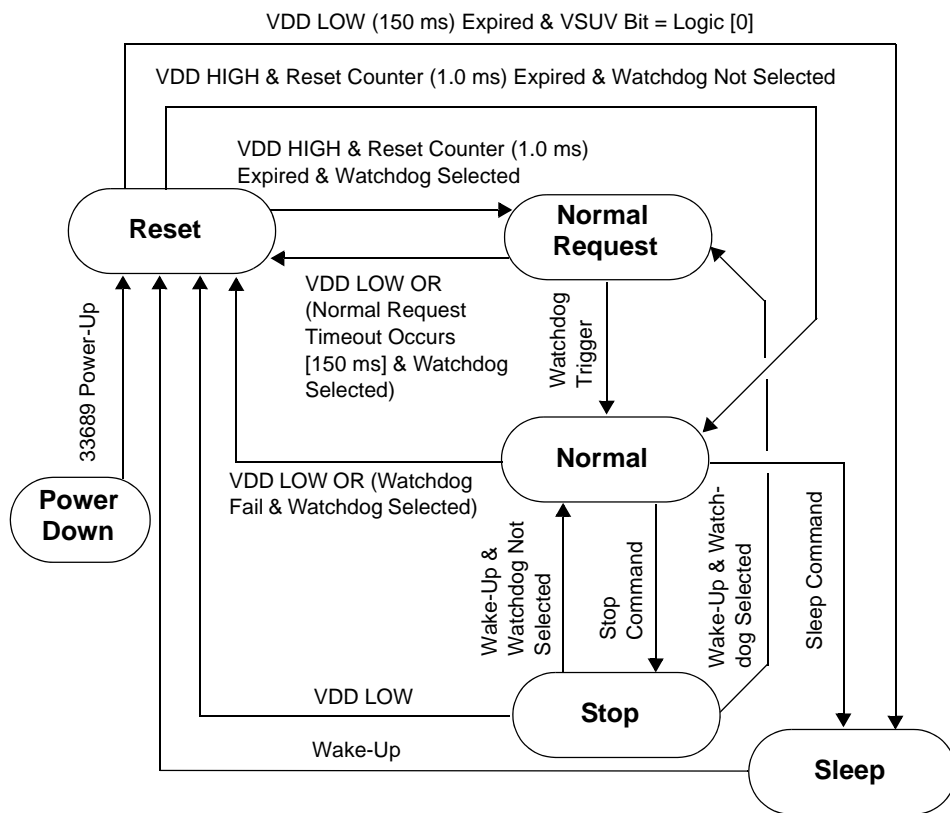 VDD LOW (150 ms) Expired & VSUV Bit = Logic [0]
VDD HIGH & Reset Counter (1.0 ms) Expired & Watchdog Not Selected
VDD HIGH & Reset Counter (1.0 ms)
Expired & Watchdog Selected
Reset
Normal
Request
VDD LOW OR
(Normal Request
Timeout Occurs
[150 ms] & Watchdog
Selected)
Watchdog
Trigger
33689 Power-Up
Normal
VDD LOW OR (Watchdog
Fail & Watchdog Selected)
Power
Down
Wake-Up &
Watchdog Not
Selected
Stop
Command
Wake-Up & Watch-
dog Selected
Sleep Command
VDD LOW
Stop
Wake-Up
Sleep